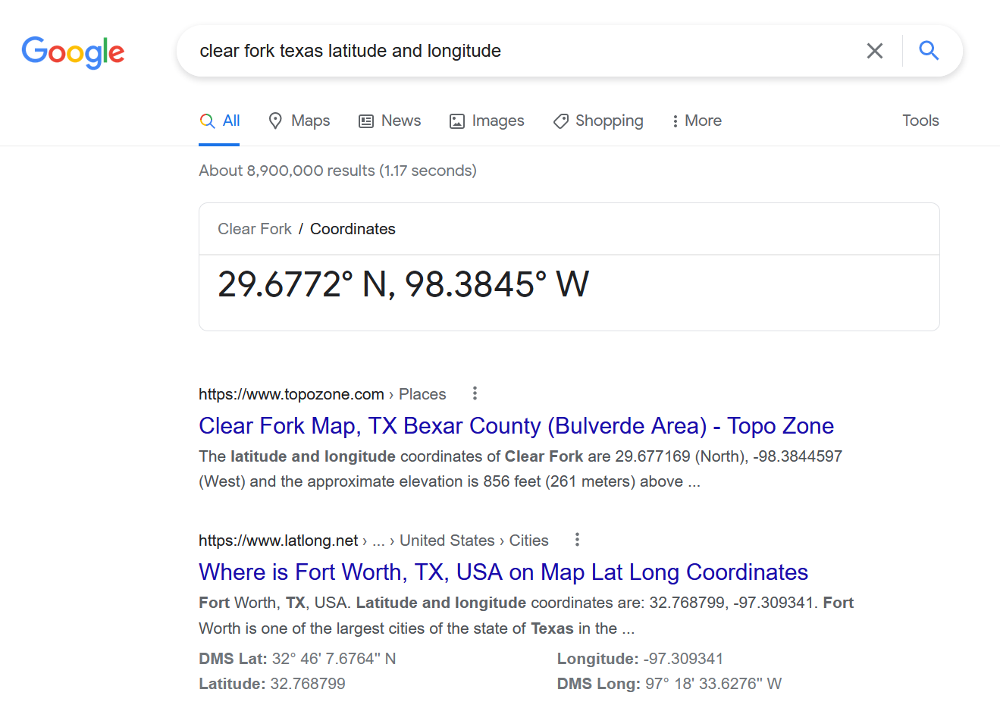 Google
clear fork texas latitude and longitude
All Maps News Images Shopping More Tools
About 8,900,000 results (1.17 seconds)
Clear Fork / Coordinates
29.6772° N, 98.3845° W
https://www.topozone.com › Places
Clear Fork Map, TX Bexar County (Bulverde Area) - Topo Zone
The latitude and longitude coordinates of Clear Fork are 29.677169 (North), -98.3844597
(West) and the approximate elevation is 856 feet (261 meters) above ...
https://www.latlong.net › ... › United States › Cities
Where is Fort Worth, TX, USA on Map Lat Long Coordinates
Fort Worth, TX, USA. Latitude and longitude coordinates are: 32.768799, -97.309341. Fort
Worth is one of the largest cities of the state of Texas in the ...
DMS Lat: 32° 46' 7.6764'' N Longitude: -97.309341
Latitude: 32.768799 DMS Long: 97° 18' 33.6276'' W